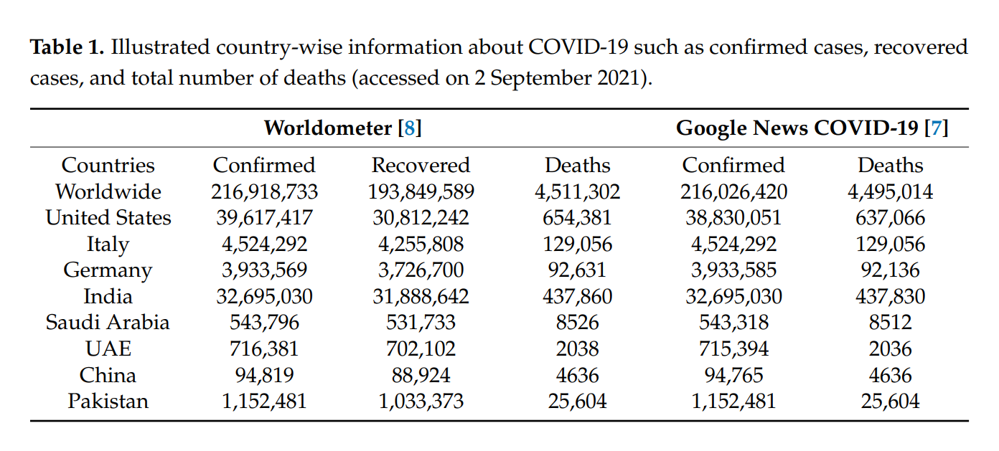 Table 1. Illustrated country-wise information about COVID-19 such as confirmed cases, recovered
cases, and total number of deaths (accessed on 2 September 2021).
Worldometer [8] Google News COVID-19 [7]
Countries Confirmed Recovered Deaths Confirmed Deaths
Worldwide 216,918,733 193,849,589 4,511,302 216,026,420 4,495,014
United States 39,617,417 30,812,242 654,381 38,830,051 637,066
Italy 4,524,292 4,255,808 129,056 4,524,292 129,056
Germany 3,933,569 3,726,700 92,631 3,933,585 92,136
India 32,695,030 31,888,642 437,860 32,695,030 437,830
Saudi Arabia 543,796 531,733 8526 543,318 8512
UAE 716,381 702,102 2038 715,394 2036
China 94,819 88,924 4636 94,765 4636
Pakistan 1,152,481 1,033,373 25,604 1,152,481 25,604